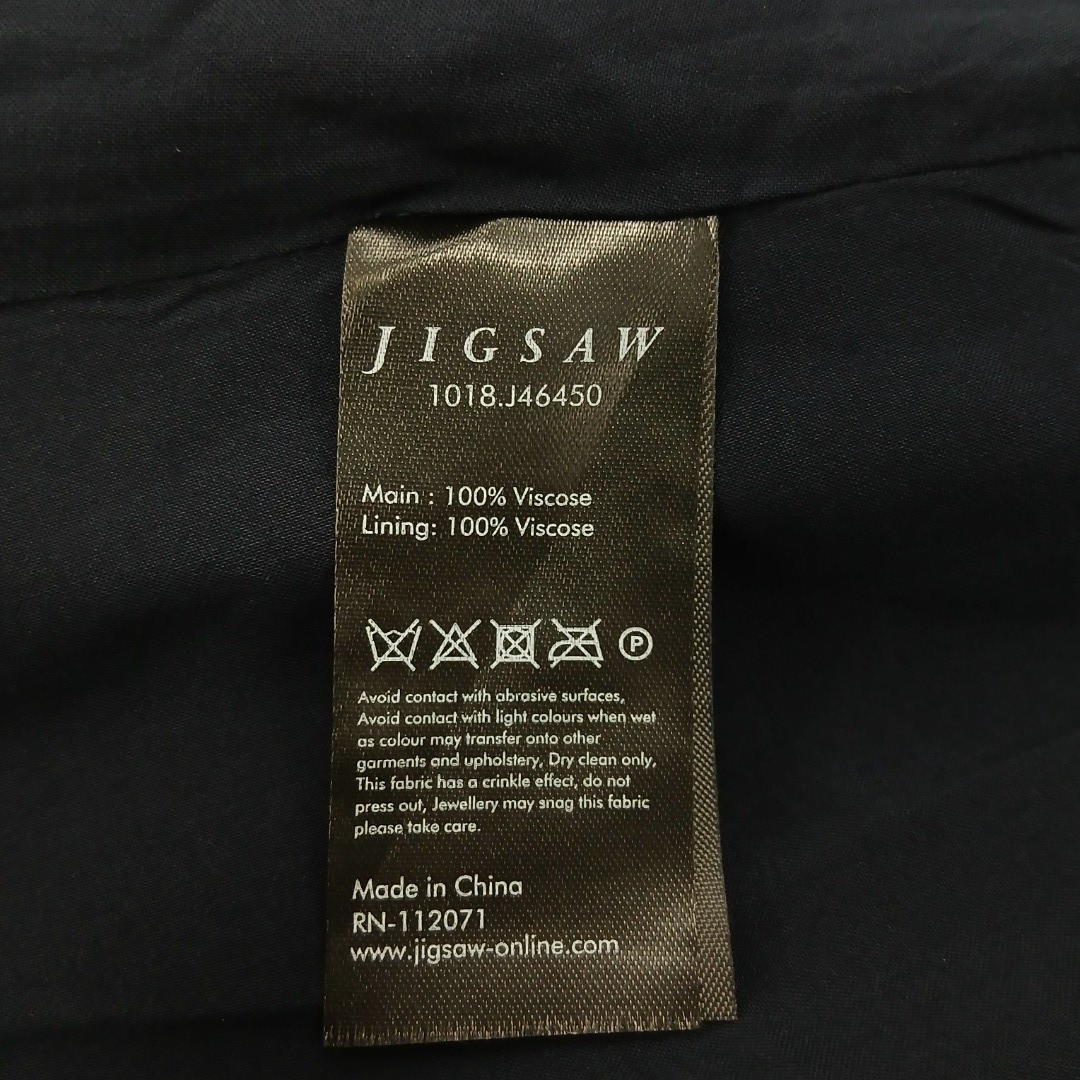 JIGSAW
1018.J46450
Main : 100% Viscose
Lining: 100% Viscose
P
Avoid contact with abrasive surfaces,
Avoid contact with light colours when wet
as colour may transfer onto other
garments and upholstery, Dry clean only,
This fabric has a crinkle effect, do not
press out, Jewellery may snag this fabric
please take care.
Made in China
RN-112071
www.jigsaw-online.com